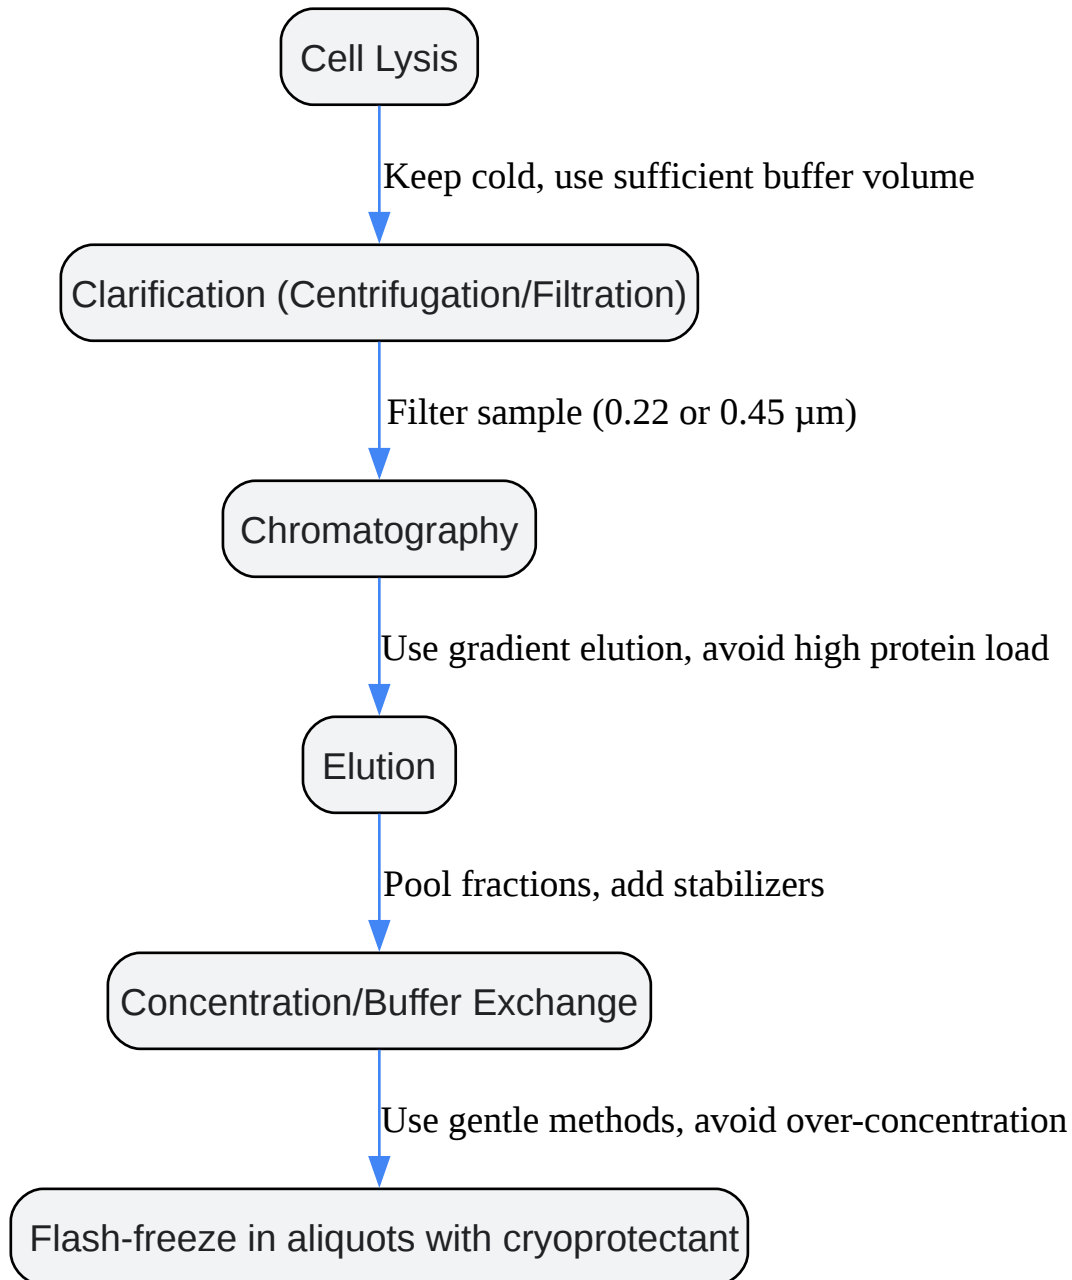 Cell Lysis
Keep cold, use sufficient buffer volume
Clarification (Centrifugation/Filtration)
Filter sample (0.22 or 0.45 µm)
Chromatography
Use gradient elution, avoid high protein load
Elution
Pool fractions, add stabilizers
Concentration/Buffer Exchange
Use gentle methods, avoid over-concentration
Flash-freeze in aliquots with cryoprotectant